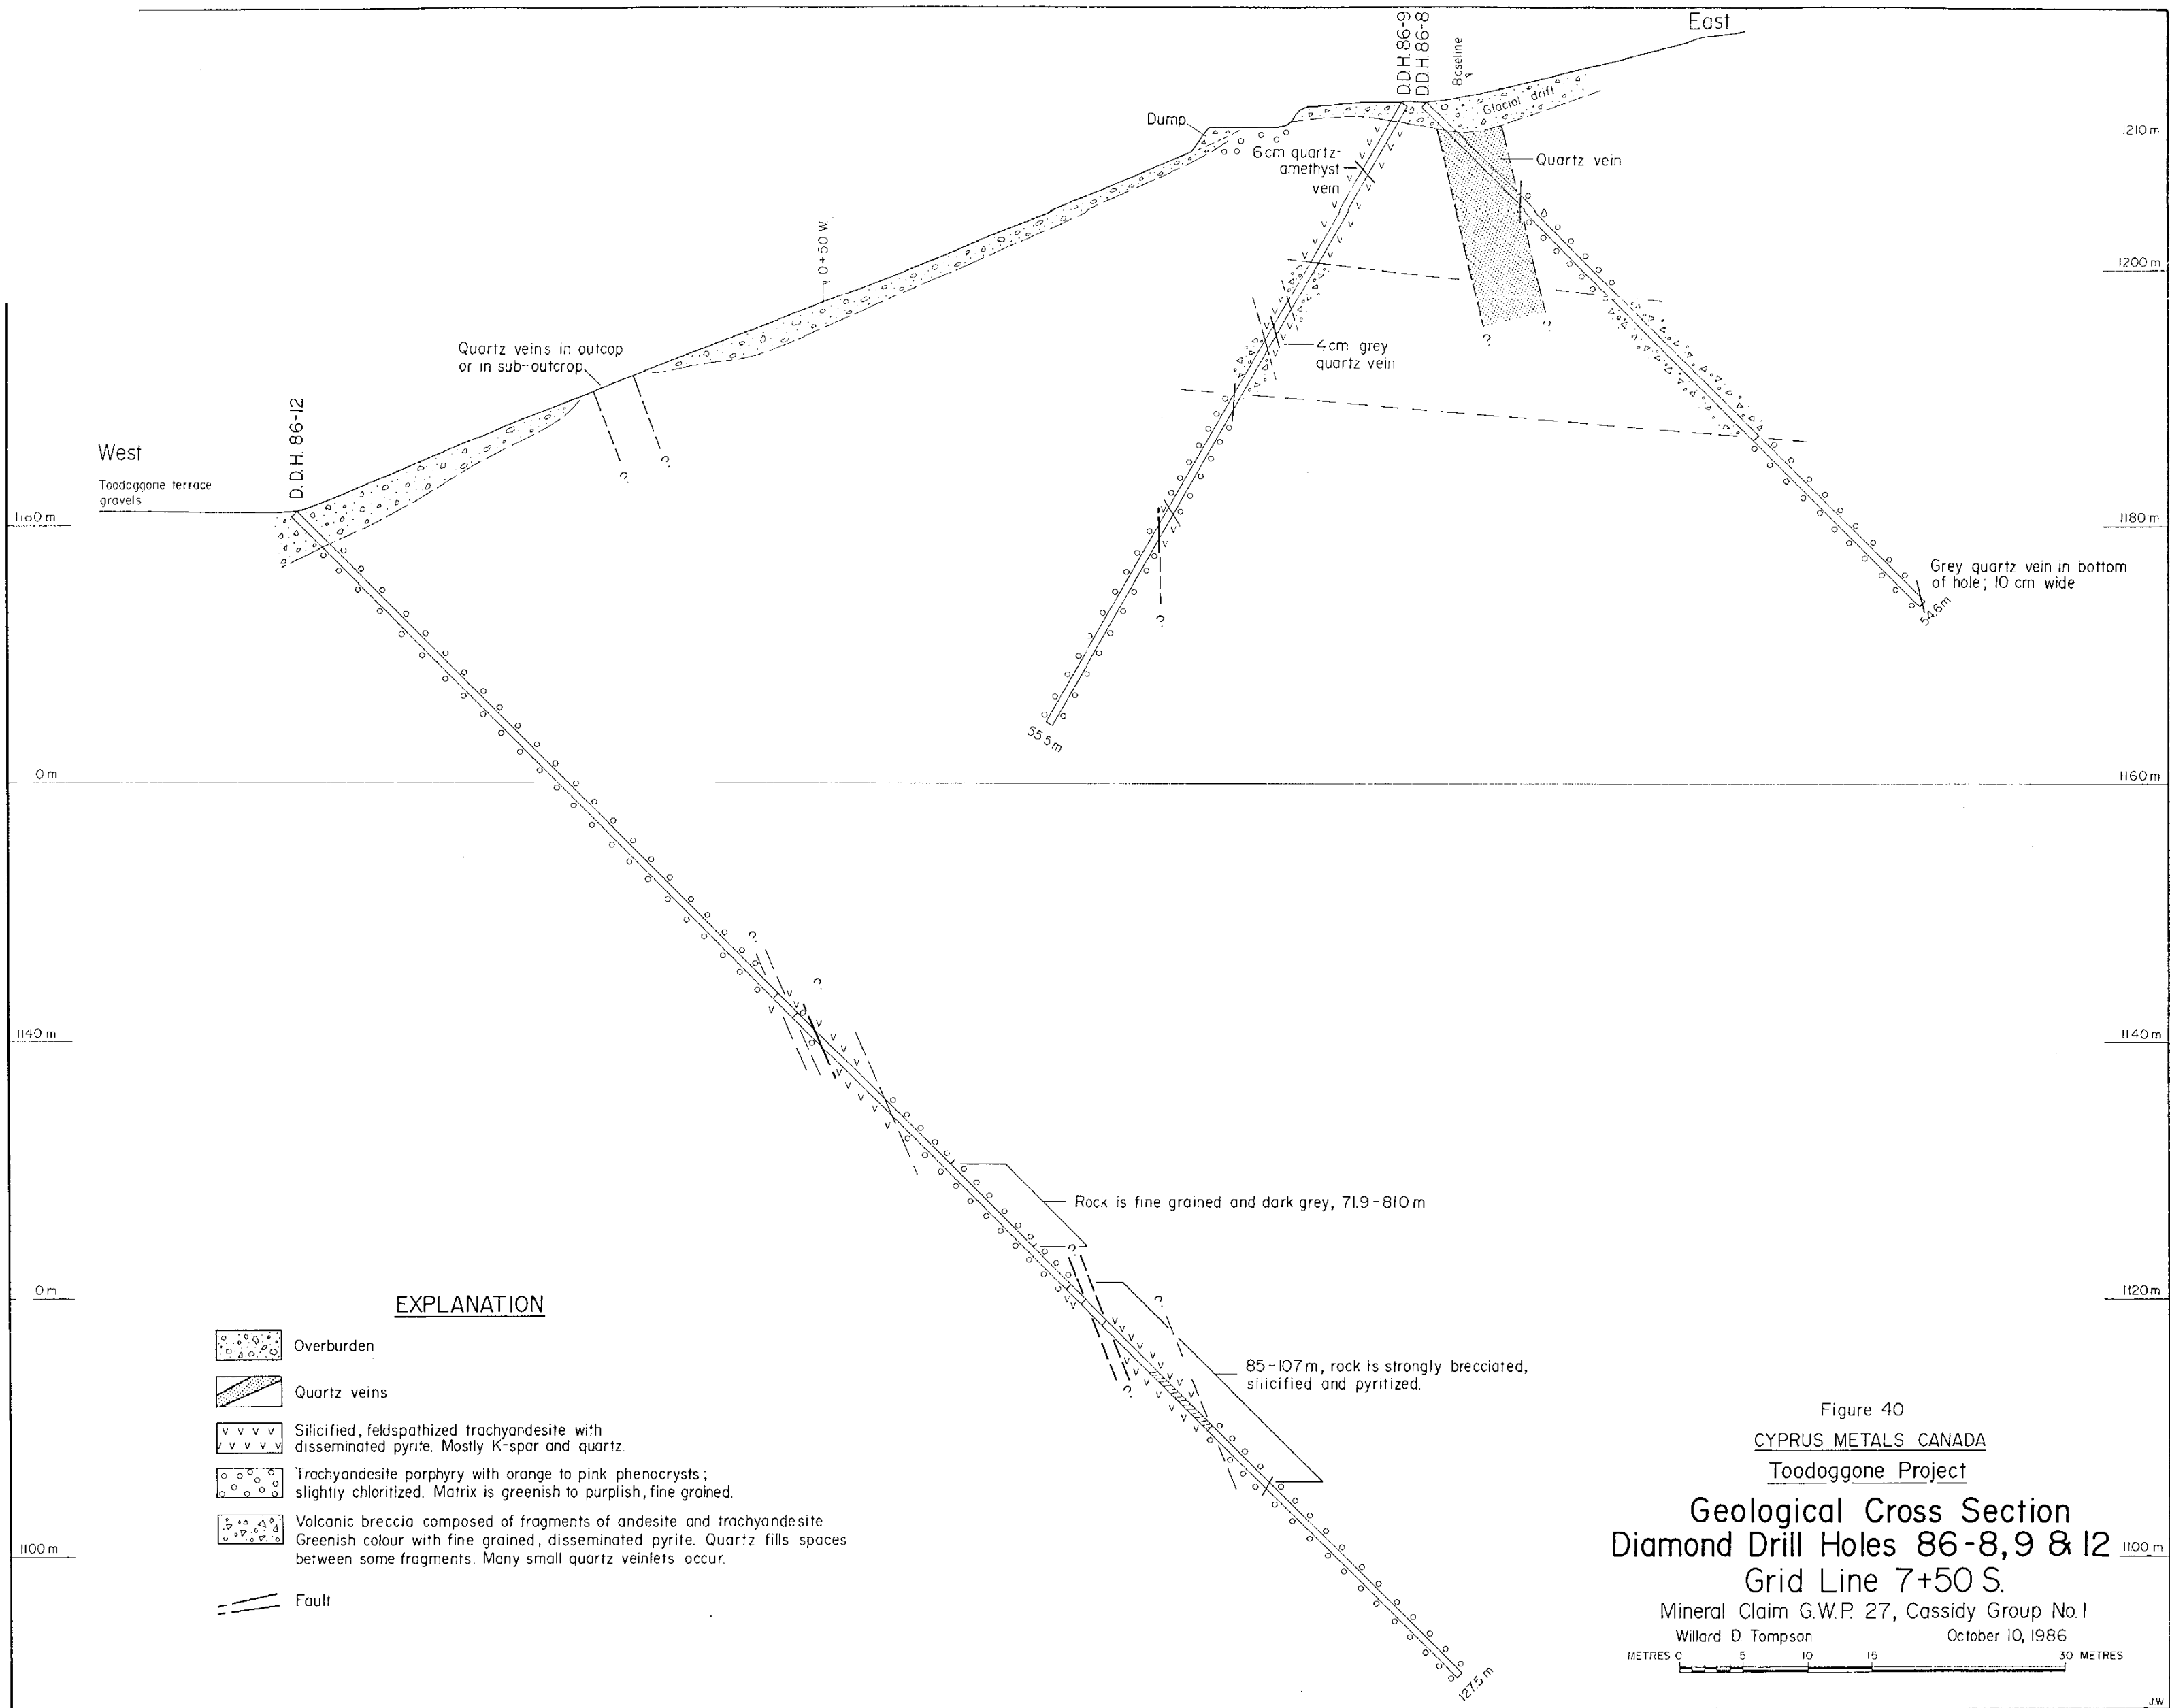 East
D.D.H. 86-9
D.D.H. 86-8
Baseline
Glacial drift
Dump
1210 m
6cm quartz-
amethyst
vein
Quartz vein
0+50 W.
1200 m
?
?
4cm grey
quartz vein
Quartz veins in outcop
or in sub-outcrop
D.D.H. 86-12
West
?
?
Toodoggone terrace
gravels
1180 m
1180 m
Grey quartz vein in bottom
of hole; 10 cm wide
54.6m
?
55.5m
0 m
1160 m
?
?
1140 m
1140 m
Rock is fine grained and dark grey, 71.9-81.0 m
?
0 m
1120 m
EXPLANATION
?
Overburden
85-107m, rock is strongly brecciated,
silicified and pyritized.
?
Quartz veins
Silicified, feldspathized trachyandesite with
disseminated pyrite. Mostly K-spar and quartz.
Trachyandesite porphyry with orange to pink phenocrysts;
slightly chloritized. Matrix is greenish to purplish, fine grained.
Volcanic breccia composed of fragments of andesite and trachyandesite.
Greenish colour with fine grained, disseminated pyrite. Quartz fills spaces
between some fragments. Many small quartz veinlets occur.
Fault
1100 m
1100 m
Figure 40
CYPRUS METALS CANADA
Toodoggone Project
Geological Cross Section
Diamond Drill Holes 86-8, 9 & 12
Grid Line 7+50 S.
Mineral Claim G.W.P. 27, Cassidy Group No.1
Willard D. Tompson October 10, 1986
METRES 0 5 10 15 30 METRES
127.5 m
J.W.